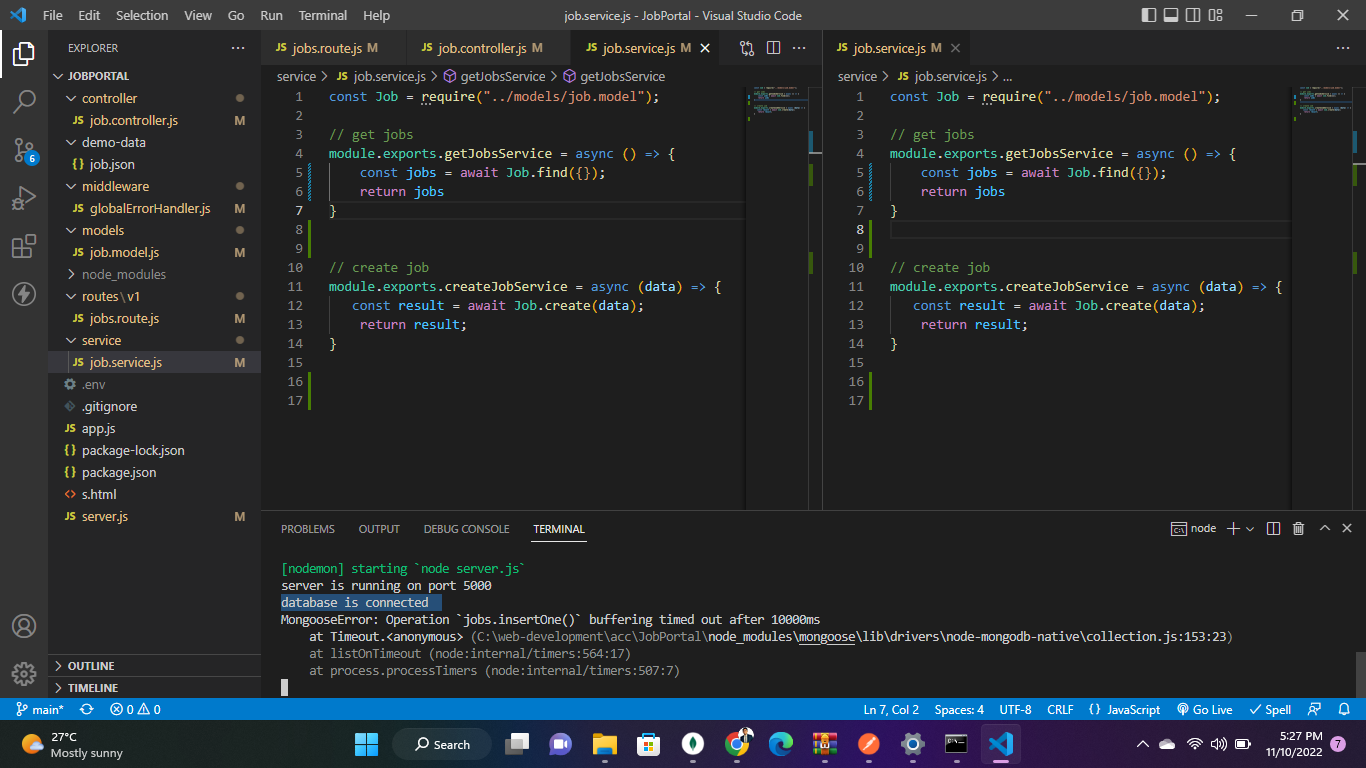 File Edit Selection View Go Run Terminal Help
job.service.js - JobPortal - Visual Studio Code
EXPLORER
JOBPORTAL
controller
JS job.controller.js M
demo-data
{} job.json
middleware
JS globalErrorHandler.js M
models
JS job.model.js M
node_modules
routes\v1
JS jobs.route.js M
service
JS job.service.js M
.env
.gitignore
JS app.js
{} package-lock.json
{} package.json
<> s.html
JS server.js M
OUTLINE
TIMELINE
6
JS jobs.route.js M JS job.controller.js M JS job.service.js M
service > JS job.service.js > getJobsService > getJobsService
1 const Job = require("../models/job.model");
2
3 // get jobs
4 module.exports.getJobsService = async () => {
5 const jobs = await Job.find({});
6 return jobs
7 }
8
9
10 // create job
11 module.exports.createJobService = async (data) => {
12 const result = await Job.create(data);
13 return result;
14 }
15
16
17
JS job.service.js M
service > JS job.service.js > ...
1 const Job = require("../models/job.model");
2
3 // get jobs
4 module.exports.getJobsService = async () => {
5 const jobs = await Job.find({});
6 return jobs
7 }
8
9
10 // create job
11 module.exports.createJobService = async (data) => {
12 const result = await Job.create(data);
13 return result;
14 }
15
16
17
PROBLEMS OUTPUT DEBUG CONSOLE TERMINAL
node
[nodemon] starting `node server.js`
server is running on port 5000
database is connected
MongooseError: Operation `jobs.insertOne()` buffering timed out after 10000ms
at Timeout.<anonymous> (C:\web-development\acc\JobPortal\node_modules\mongoose\lib\drivers\node-mongodb-native\collection.js:153:23)
at listOnTimeout (node:internal/timers:564:17)
at process.processTimers (node:internal/timers:507:7)
main* 0 0
Ln 7, Col 2 Spaces: 4 UTF-8 CRLF {} JavaScript Go Live Spell
27°C
Mostly sunny
Search
5:27 PM
11/10/2022
7